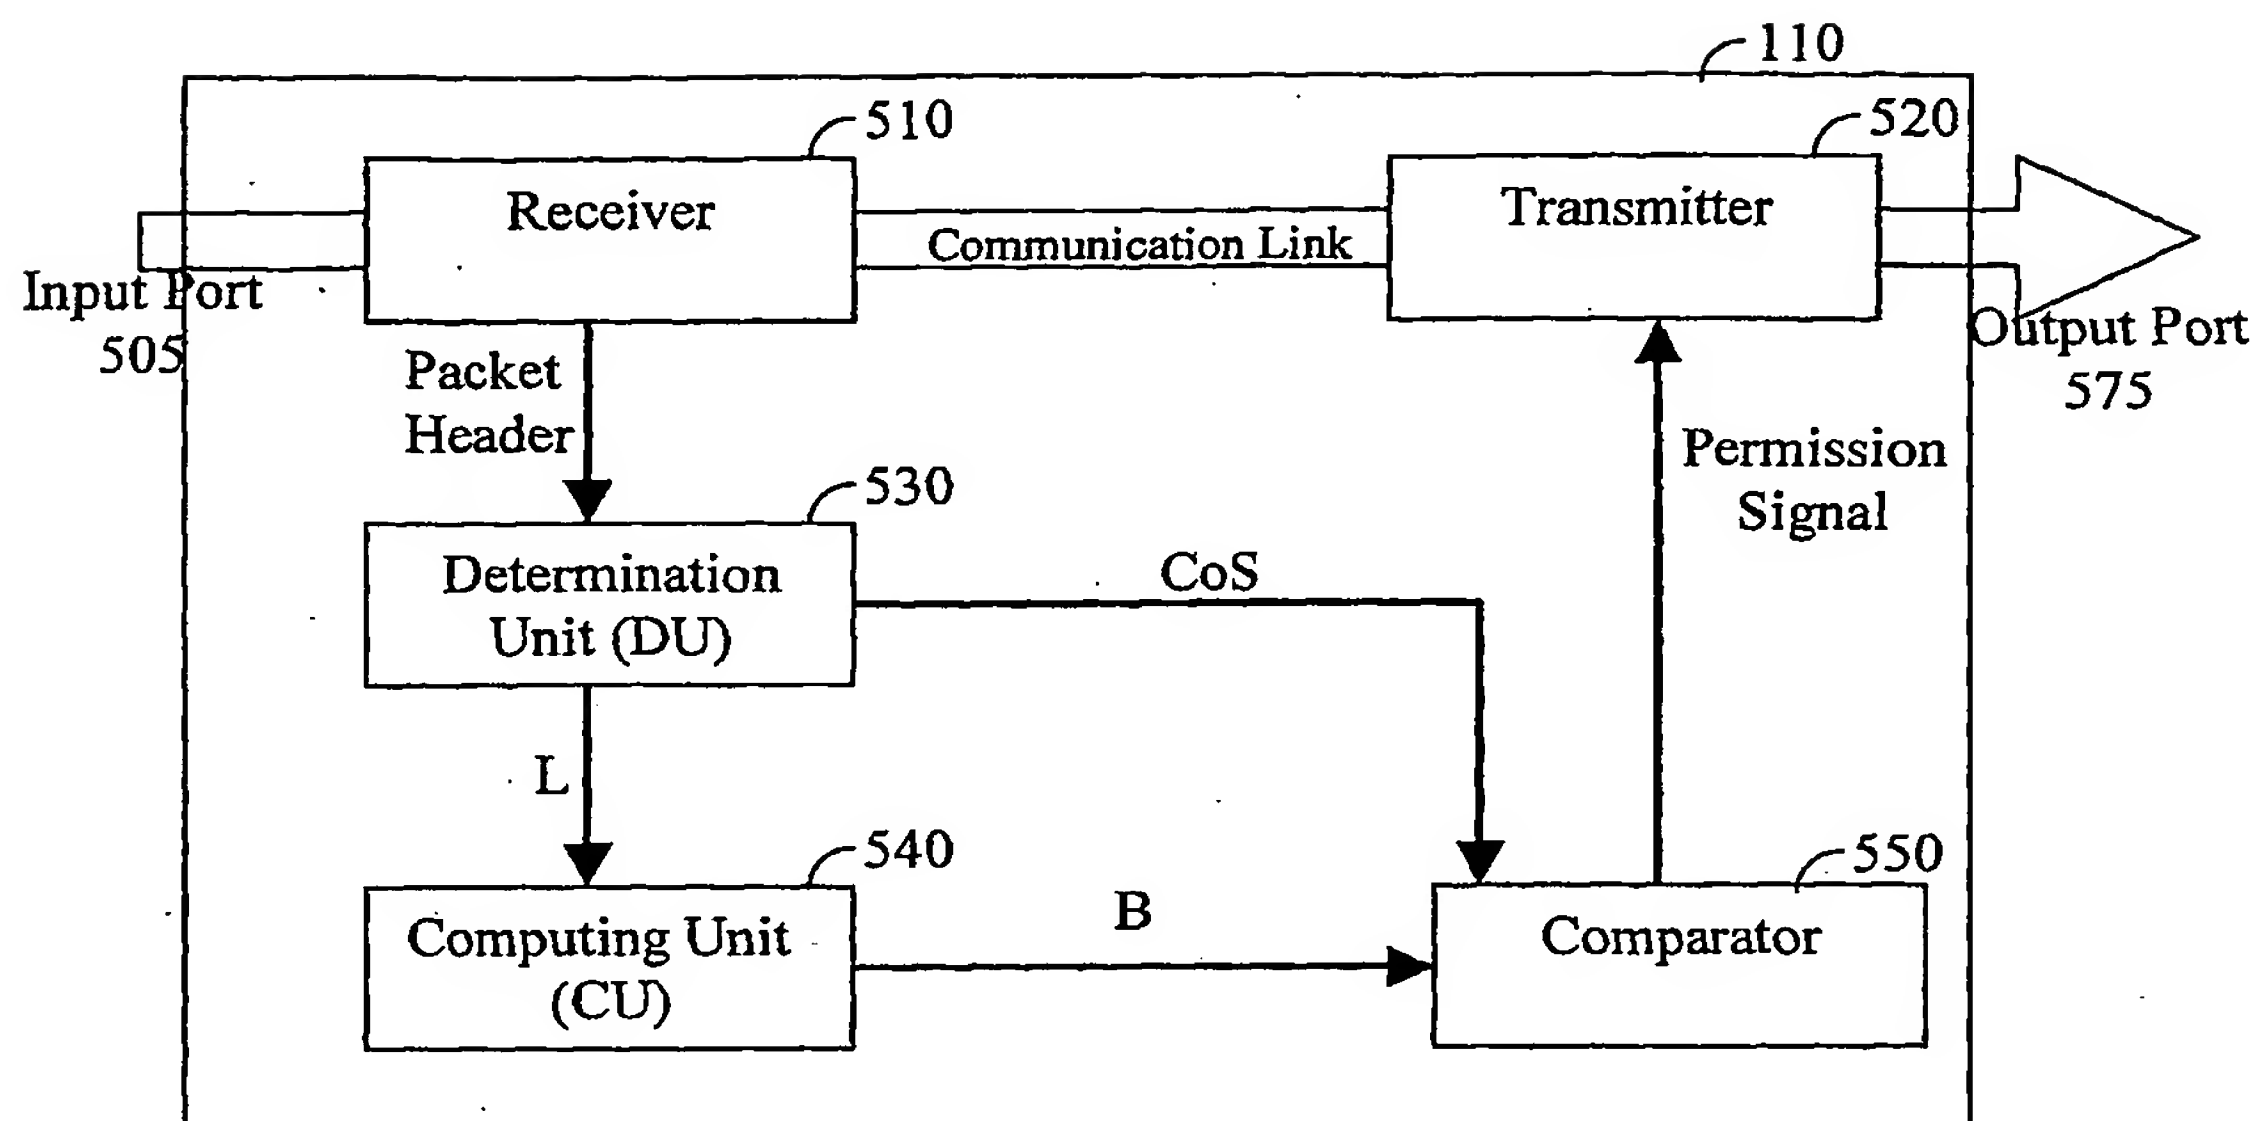 110
510
520
Receiver
Transmitter
Communication Link
Input Port
505
Output Port
575
Packet
Header
Permission
Signal
530
Determination
Unit (DU)
CoS
L
540
550
Computing Unit
(CU)
B
Comparator